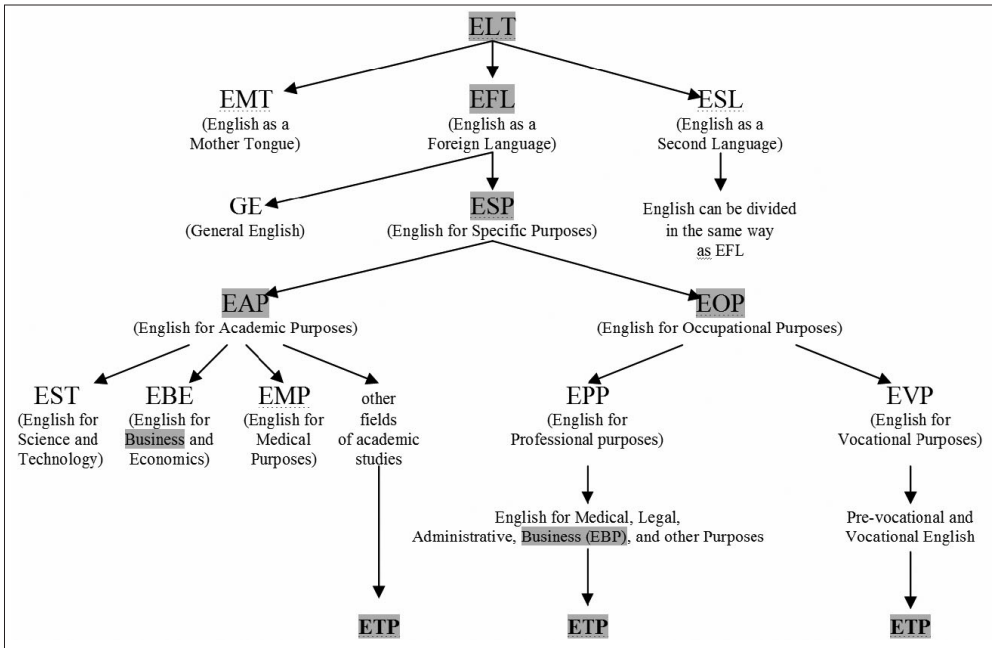 ELT
EMT
(English as a
Mother Tongue)
EFL
(English as a
Foreign Language)
ESL
(English as a
Second Language)
GE
(General English)
ESP
(English for Specific Purposes)
English can be divided
in the same way
as EFL
EAP
(English for Academic Purposes)
EOP
(English for Occupational Purposes)
EST
(English for
Science and
Technology)
EBE
(English for
Business and
Economics)
EMP
(English for
Medical
Purposes)
other
fields
of academic
studies
EPP
(English for
Professional purposes)
EVP
(English for
Vocational Purposes)
English for Medical, Legal,
Administrative, Business (EBP), and other Purposes
Pre-vocational and
Vocational English
ETP
ETP
ETP